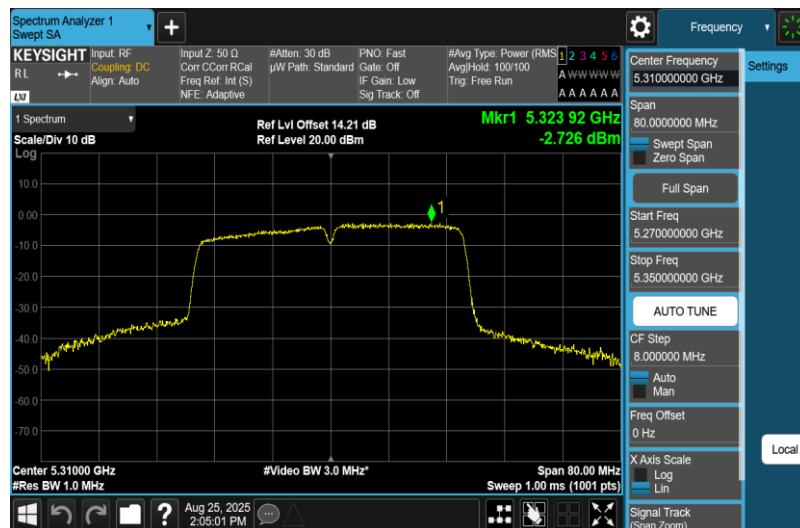 Spectrum Analyzer 1
Swept SA
Frequency
KEYSIGHT
RL
LXI
Input: RF
Coupling: DC
Align: Auto
Input Z: 50 Ω
Corr CCorr RCal
Freq Ref: Int (S)
NFE: Adaptive
#Atten: 30 dB
µW Path: Standard
PNO: Fast
Gate: Off
IF Gain: Low
Sig Track: Off
#Avg Type: Power (RMS
Avg|Hold: 100/100
Trig: Free Run
1 2 3 4 5 6
A W W W W W
A A A A A A
1 Spectrum
Scale/Div 10 dB
Log
Ref Lvl Offset 14.21 dB
Ref Level 20.00 dBm
Mkr1 5.323 92 GHz
-2.726 dBm
10.0
0.00
-10.0
-20.0
-30.0
-40.0
-50.0
-60.0
-70.0
1
Center 5.31000 GHz
#Res BW 1.0 MHz
#Video BW 3.0 MHz*
Span 80.00 MHz
Sweep 1.00 ms (1001 pts)
Center Frequency
5.310000000 GHz
Span
80.0000000 MHz
Swept Span
Zero Span
Full Span
Start Freq
5.270000000 GHz
Stop Freq
5.350000000 GHz
AUTO TUNE
CF Step
8.000000 MHz
Auto
Man
Freq Offset
0 Hz
X Axis Scale
Log
Lin
Signal Track
(Span Zoom)
Settings
Local
?
Aug 25, 2025
2:05:01 PM